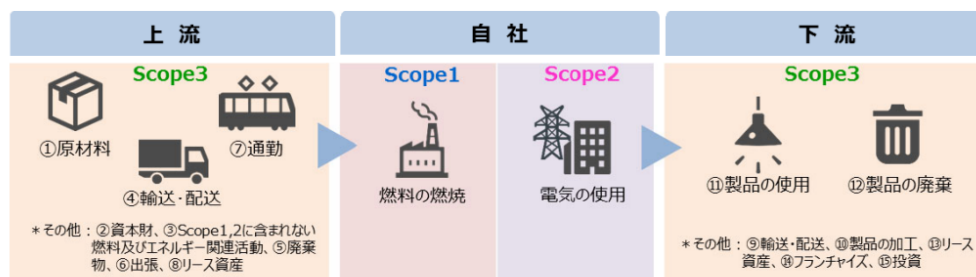 上 流
Scope3
①原材料
⑦通勤
④輸送・配送
＊その他：②資本財、③Scope1,2に含まれない
燃料及びエネルギー関連活動、⑤廃棄
物、⑥出張、⑧リース資産
自 社
Scope1
燃料の燃焼
Scope2
電気の使用
下 流
Scope3
⑪製品の使用
⑫製品の廃棄
＊その他：⑨輸送・配送、⑩製品の加工、⑬リース
資産、⑭フランチャイズ、⑮投資